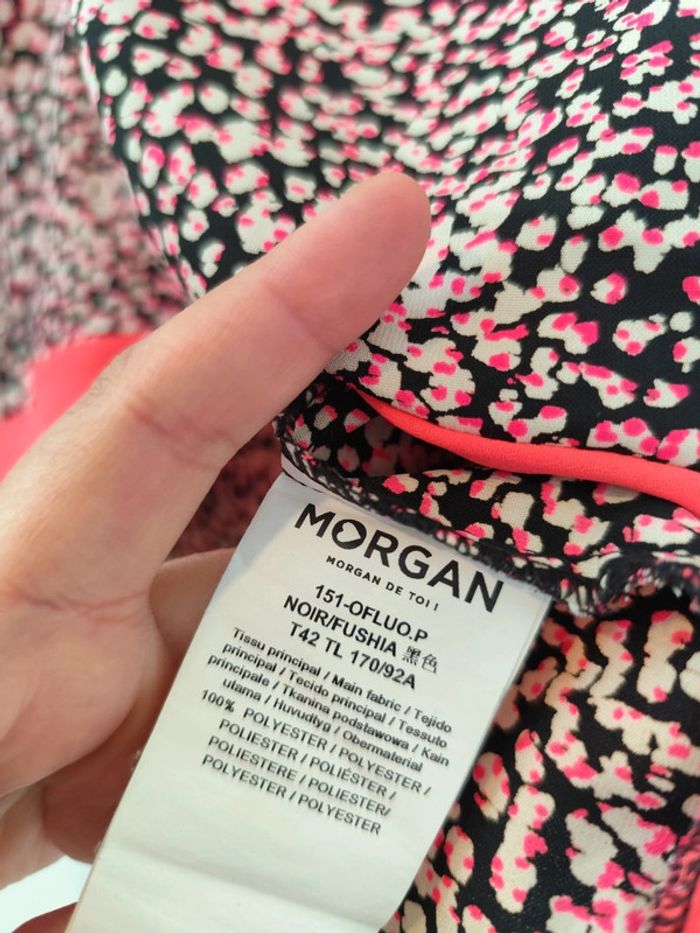 MORGAN
MORGAN DE TOI !
151-OFLUO.P
NOIR/FUSHIA 黑色
T42 TL 170/92A
Tissu principal / Main fabric / Tejido
principal / Tecido principal / Tessuto
principale / Tkanina podstawowa / Kain
utama / Huvudtyg / Obermaterial
100% POLYESTER / POLYESTER /
POLIESTER / POLIÉSTER /
POLIESTERE / POLIESTER/
POLYESTER / POLYESTER